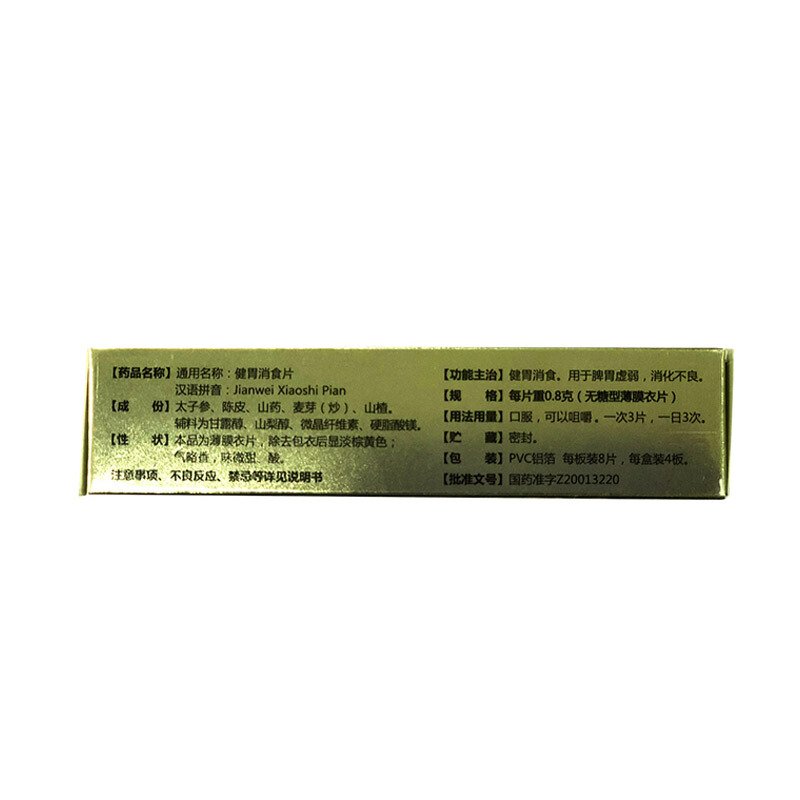 【药品名称】通用名称：健胃消食片
汉语拼音：Jianwei Xiaoshi Pian
【成　份】太子参、陈皮、山药、麦芽（炒）、山楂。
辅料为甘露醇、山梨醇、微晶纤维素、硬脂酸镁。
【性　状】本品为薄膜衣片，除去包衣后显淡棕黄色；
气略香，味微甜、酸。
注意事项、不良反应、禁忌等详见说明书
【功能主治】健胃消食。用于脾胃虚弱，消化不良。
【规　格】每片重0.8克（无糖型薄膜衣片）
【用法用量】口服，可以咀嚼。一次3片，一日3次。
【贮　藏】密封。
【包　装】PVC铝箔 每板装8片，每盒装4板。
【批准文号】国药准字Z20013220